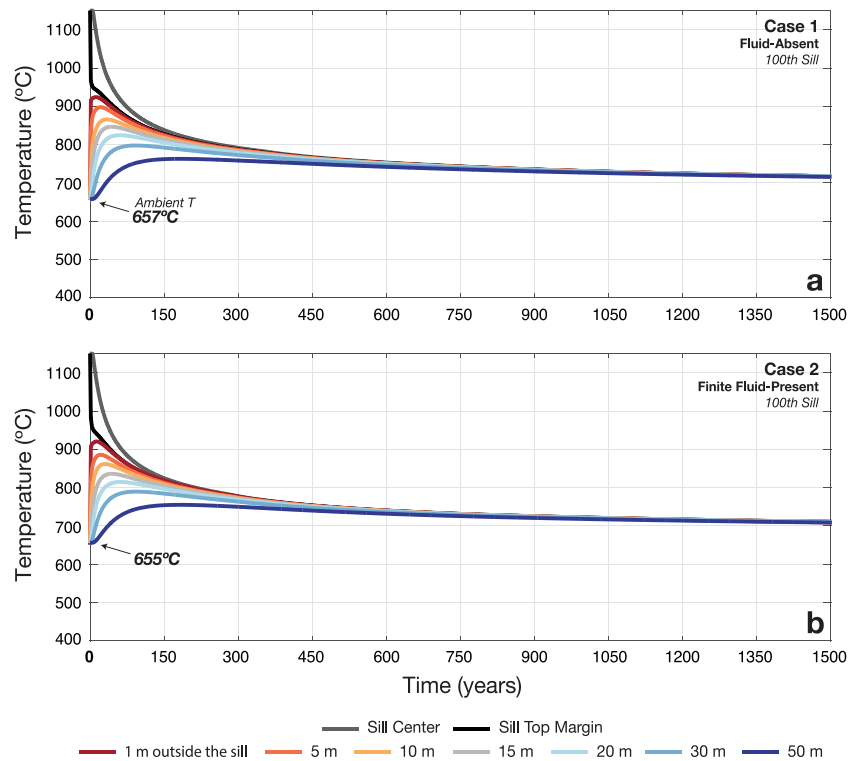 Case 1
Fluid-Absent
100th Sill
1100
1000
900
800
700
600
500
400
Temperature (ºC)
Ambient T
657ºC
a
0 150 300 450 600 750 900 1050 1200 1350 1500
Case 2
Finite Fluid-Present
100th Sill
1100
1000
900
800
700
600
500
400
Temperature (ºC)
655ºC
b
0 150 300 450 600 750 900 1050 1200 1350 1500
Time (years)
Sill Center Sill Top Margin
1 m outside the sill 5 m 10 m 15 m 20 m 30 m 50 m